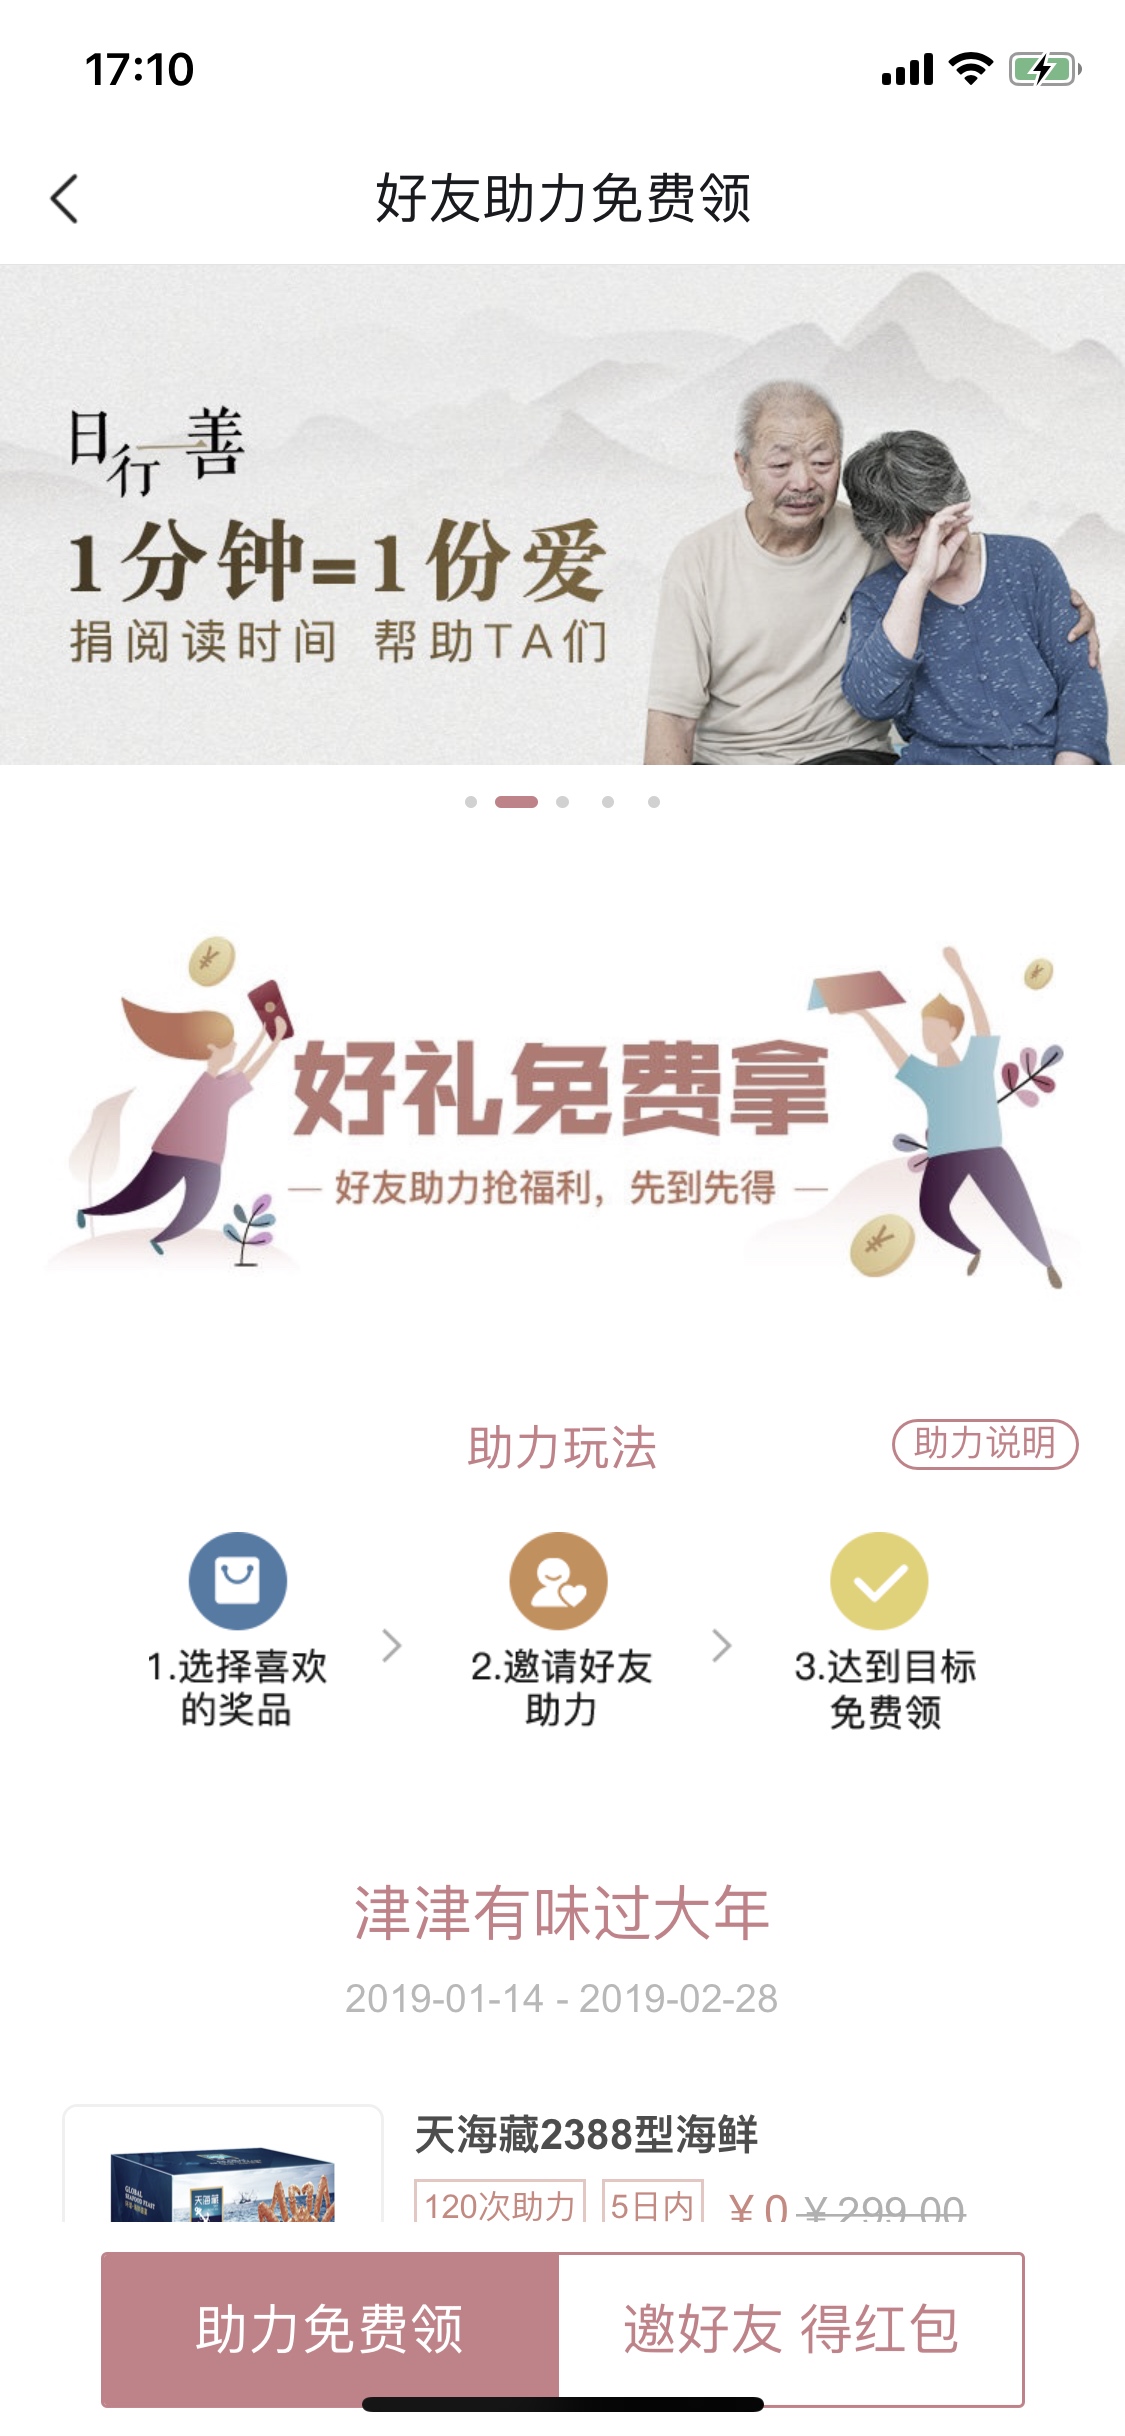 17:10
好友助力免费领
日行一善
1分钟=1份爱
捐阅读时间 帮助TA们
好礼免费拿
— 好友助力抢福利，先到先得 —
助力玩法
助力说明
1.选择喜欢
的奖品
2.邀请好友
助力
3.达到目标
免费领
津津有味过大年
2019-01-14 - 2019-02-28
天海藏2388型海鲜
120次助力 5日内 ¥0 ¥299.00
GLOBAL
SEAFOOD FEAST
天海藏
助力免费领
邀好友 得红包